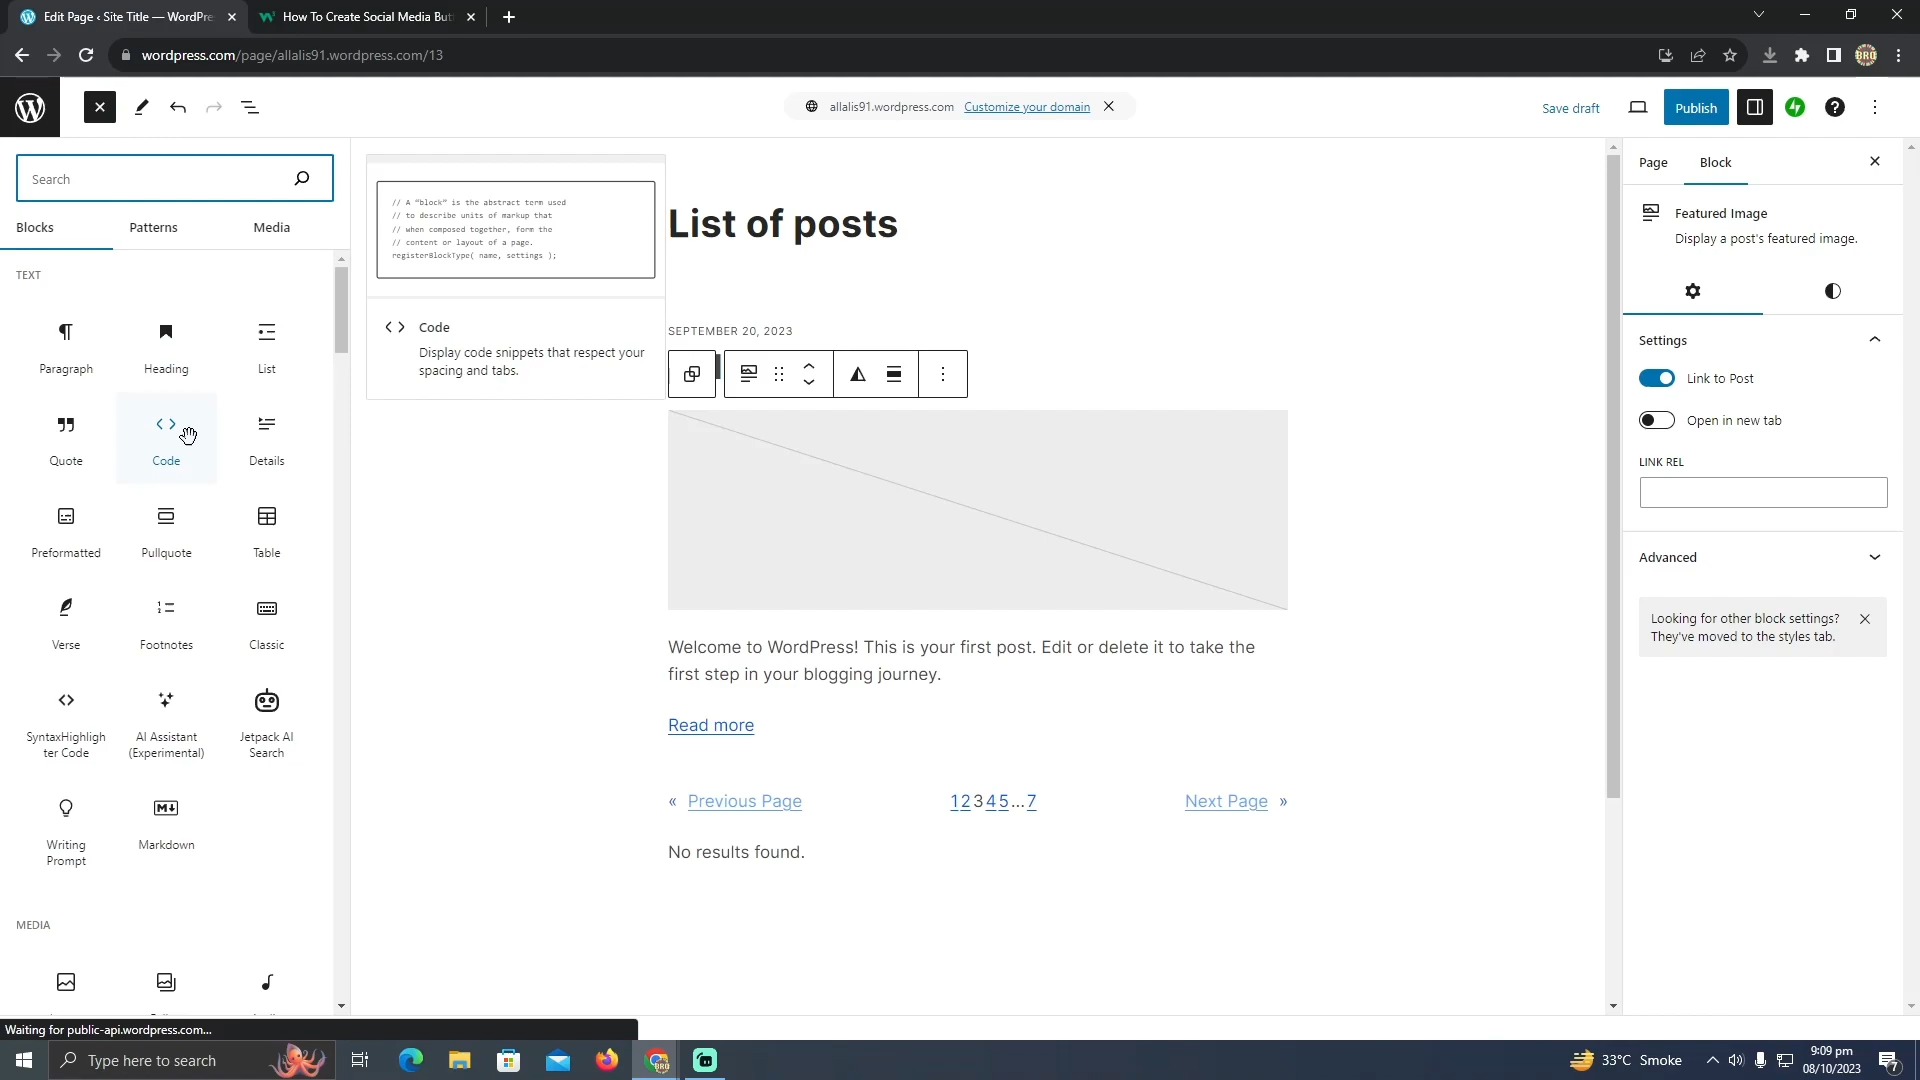 Edit Page ‹ Site Title — WordPre
How To Create Social Media But
wordpress.com/page/allalis91.wordpress.com/13
BRO
allalis91.wordpress.com Customize your domain
Save draft
Publish
Search
Blocks
Patterns
Media
TEXT
Paragraph
Heading
List
Quote
Code
Details
Preformatted
Pullquote
Table
Verse
Footnotes
Classic
SyntaxHighligh
ter Code
AI Assistant
(Experimental)
Jetpack AI
Search
Writing
Prompt
Markdown
MEDIA
// A “block” is the abstract term used
// to describe units of markup that
// when composed together, form the
// content or layout of a page.
registerBlockType( name, settings );
Code
Display code snippets that respect your
spacing and tabs.
List of posts
SEPTEMBER 20, 2023
Welcome to WordPress! This is your first post. Edit or delete it to take the
first step in your blogging journey.
Read more
« Previous Page
12345...7
Next Page »
No results found.
Page
Block
Featured Image
Display a post's featured image.
Settings
Link to Post
Open in new tab
LINK REL
Advanced
Looking for other block settings?
They've moved to the styles tab.
Waiting for public-api.wordpress.com...
Type here to search
33°C Smoke
9:09 pm
08/10/2023
7